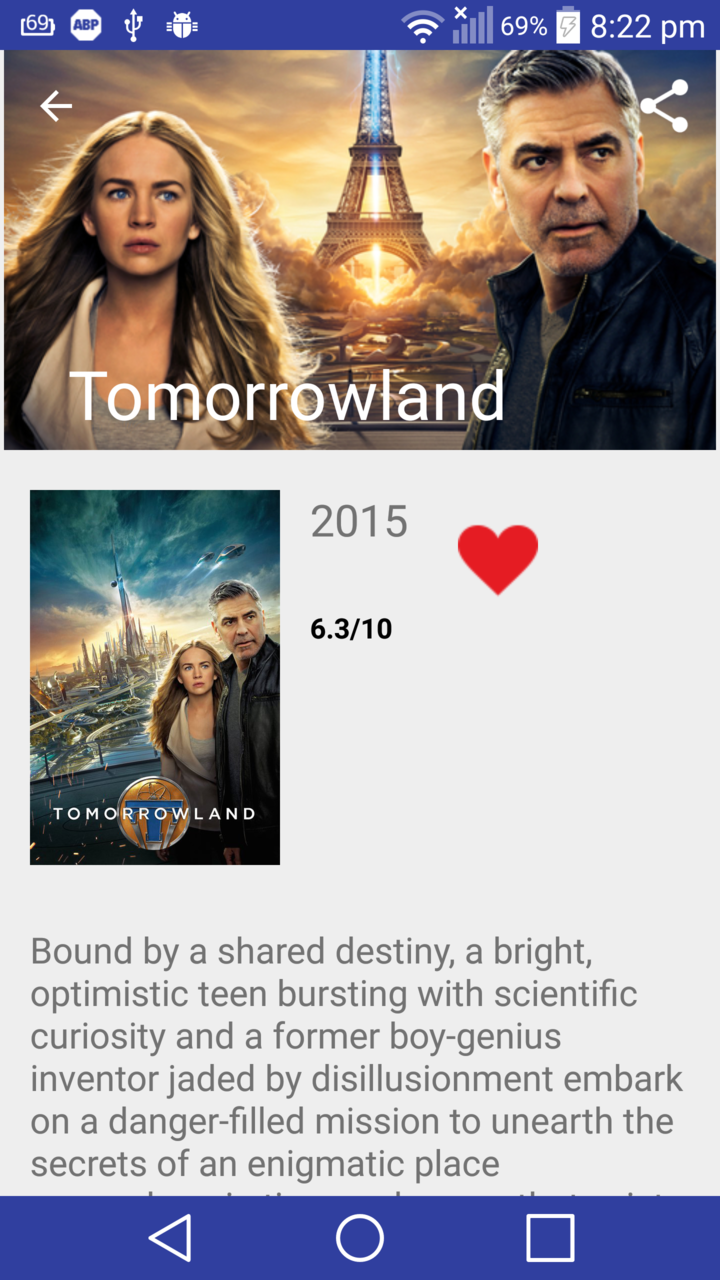 69
ABP
69%
8:22 pm
Tomorrowland
2015
6.3/10
TOMORROWLAND
Bound by a shared destiny, a bright,
optimistic teen bursting with scientific
curiosity and a former boy-genius
inventor jaded by disillusionment embark
on a danger-filled mission to unearth the
secrets of an enigmatic place